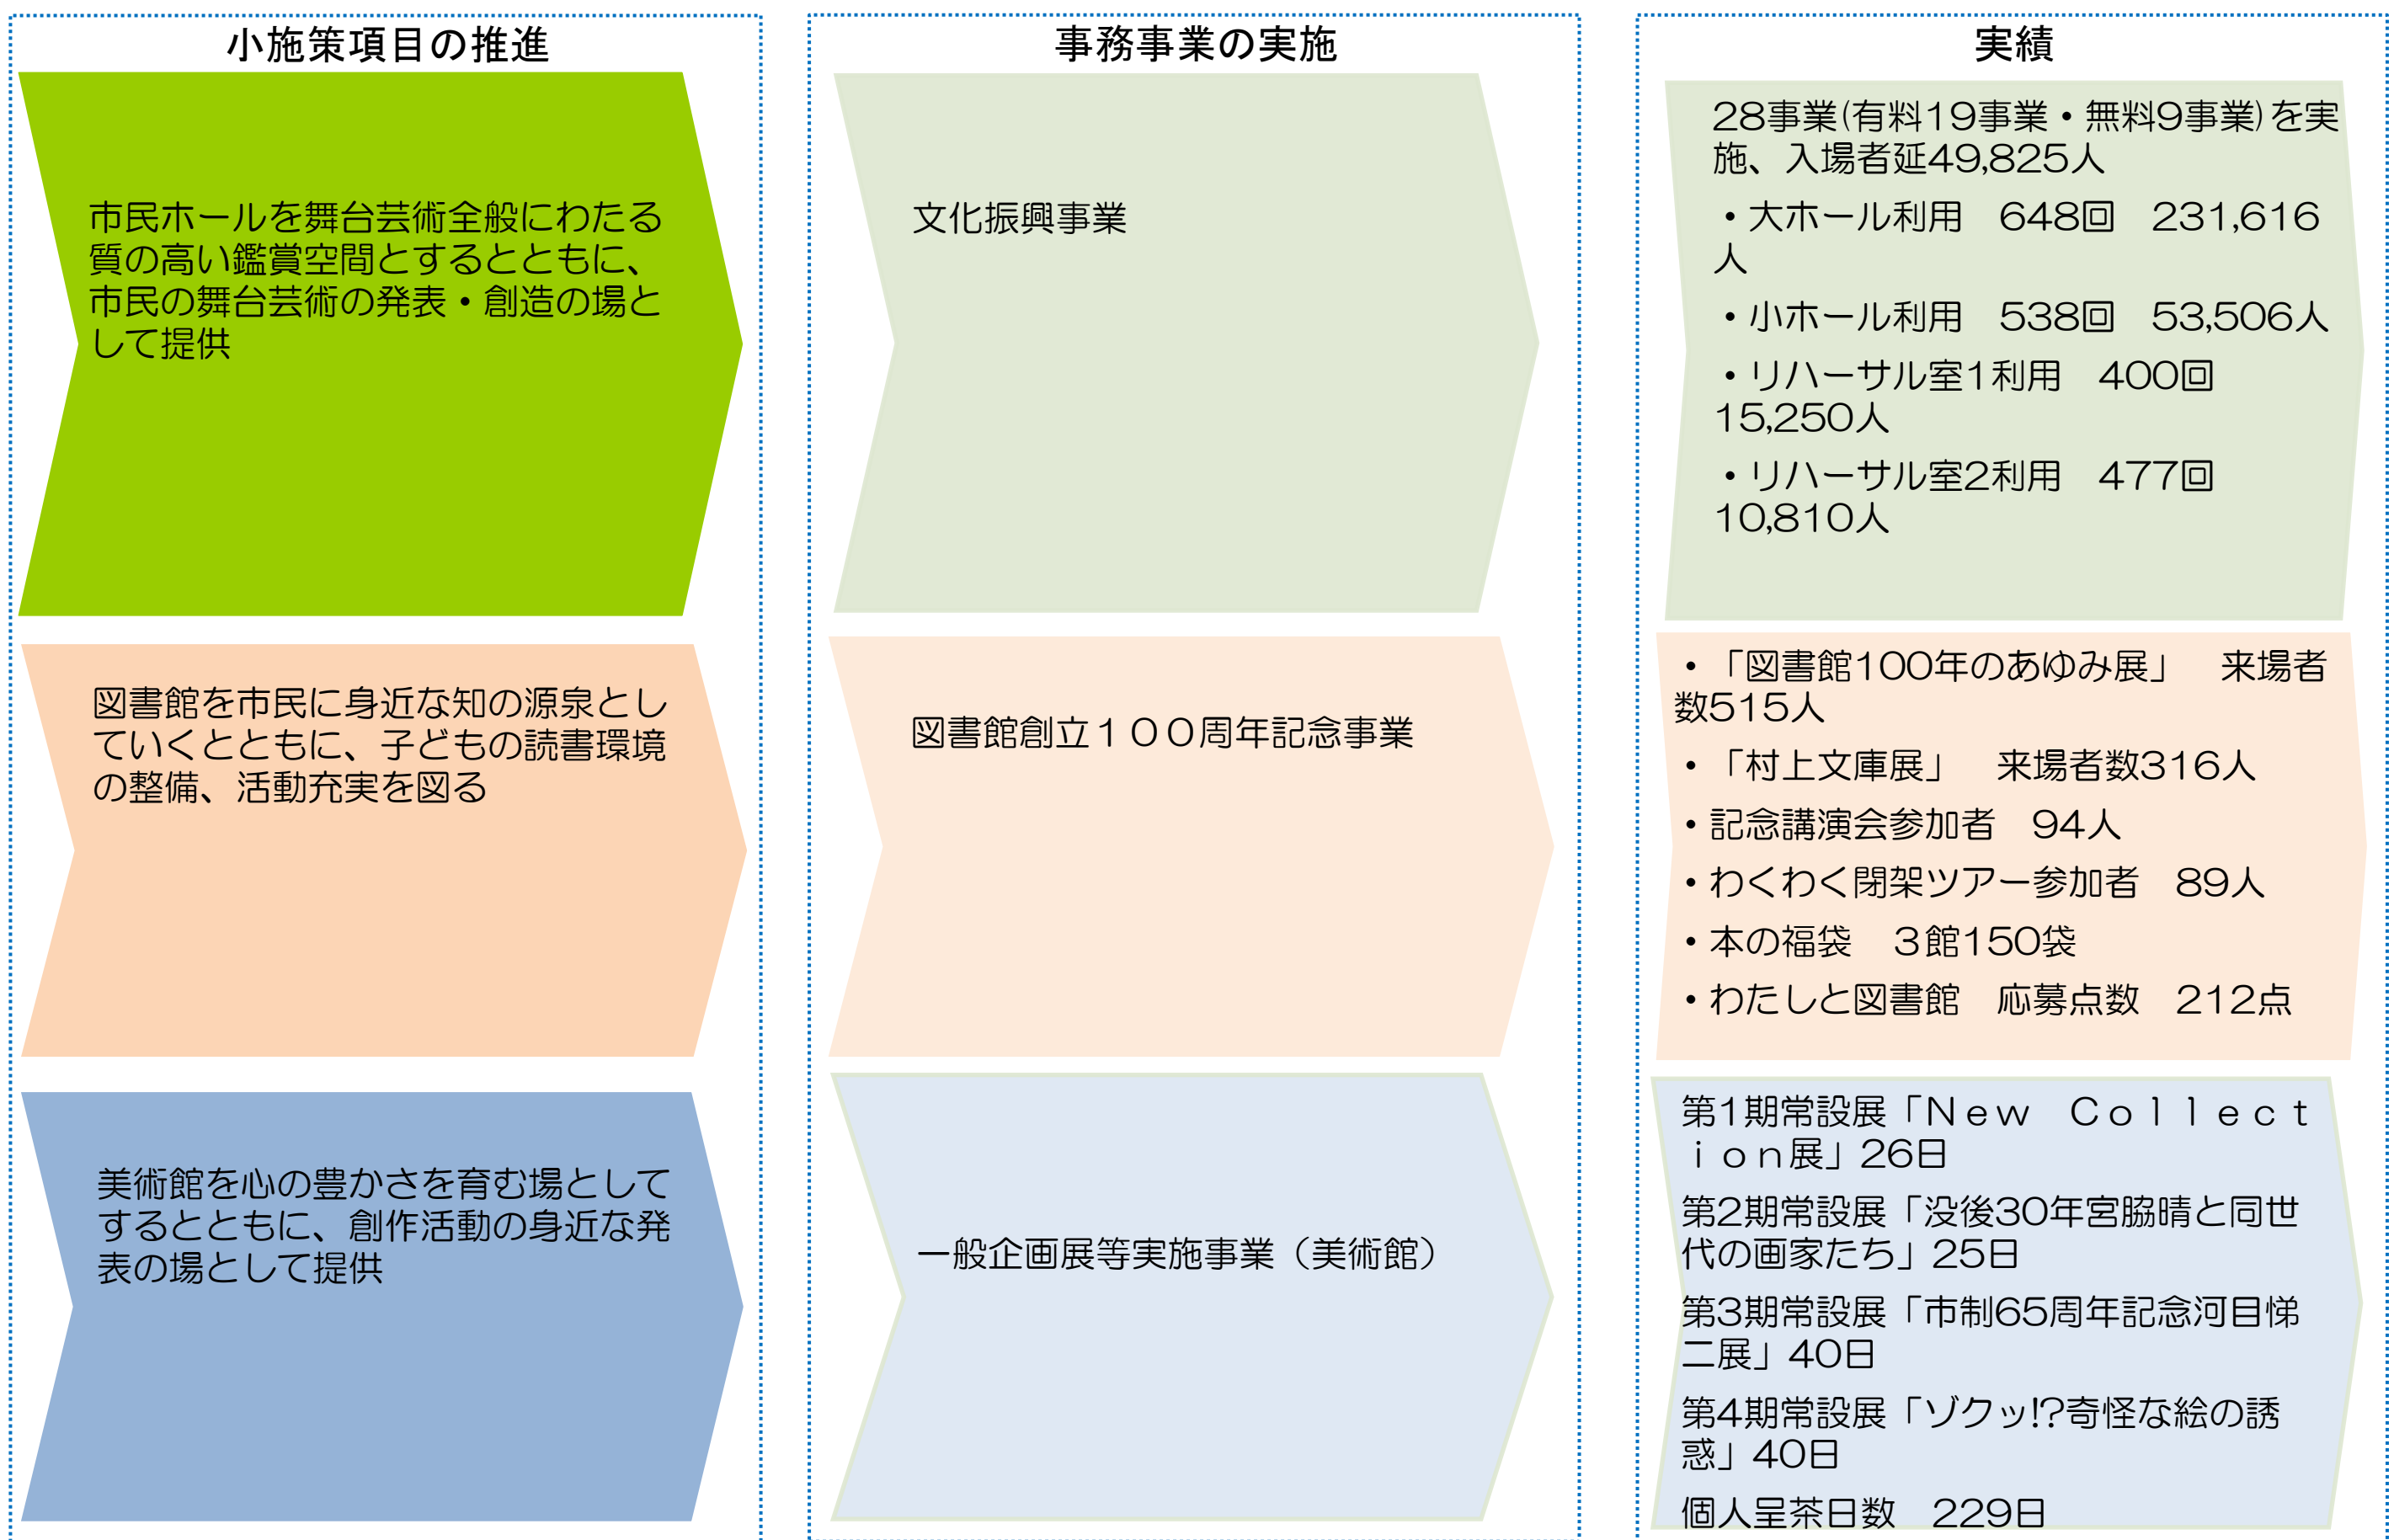 小施策項目の推進
市民ホールを舞台芸術全般にわたる
質の高い鑑賞空間とするとともに、
市民の舞台芸術の発表・創造の場と
して提供
図書館を市民に身近な知の源泉とし
ていくとともに、子どもの読書環境
の整備、活動充実を図る
美術館を心の豊かさを育む場として
するとともに、創作活動の身近な発
表の場として提供
事務事業の実施
文化振興事業
図書館創立１００周年記念事業
一般企画展等実施事業（美術館）
実績
28事業(有料19事業・無料9事業)を実
施、入場者延49,825人
・大ホール利用　648回　231,616
人
・小ホール利用　538回　53,506人
・リハーサル室1利用　400回
15,250人
・リハーサル室2利用　477回
10,810人
・「図書館100年のあゆみ展」　来場者
数515人
・「村上文庫展」　来場者数316人
・記念講演会参加者　94人
・わくわく閉架ツアー参加者　89人
・本の福袋　３館150袋
・わたしと図書館　応募点数　212点
第1期常設展「Ｎｅｗ　Ｃｏｌｌｅｃｔ
ｉｏｎ展」26日
第2期常設展「没後30年宮脇晴と同世
代の画家たち」25日
第3期常設展「市制65周年記念河目悌
二展」40日
第4期常設展「ゾクッ!?奇怪な絵の誘
惑」40日
個人呈茶日数　229日